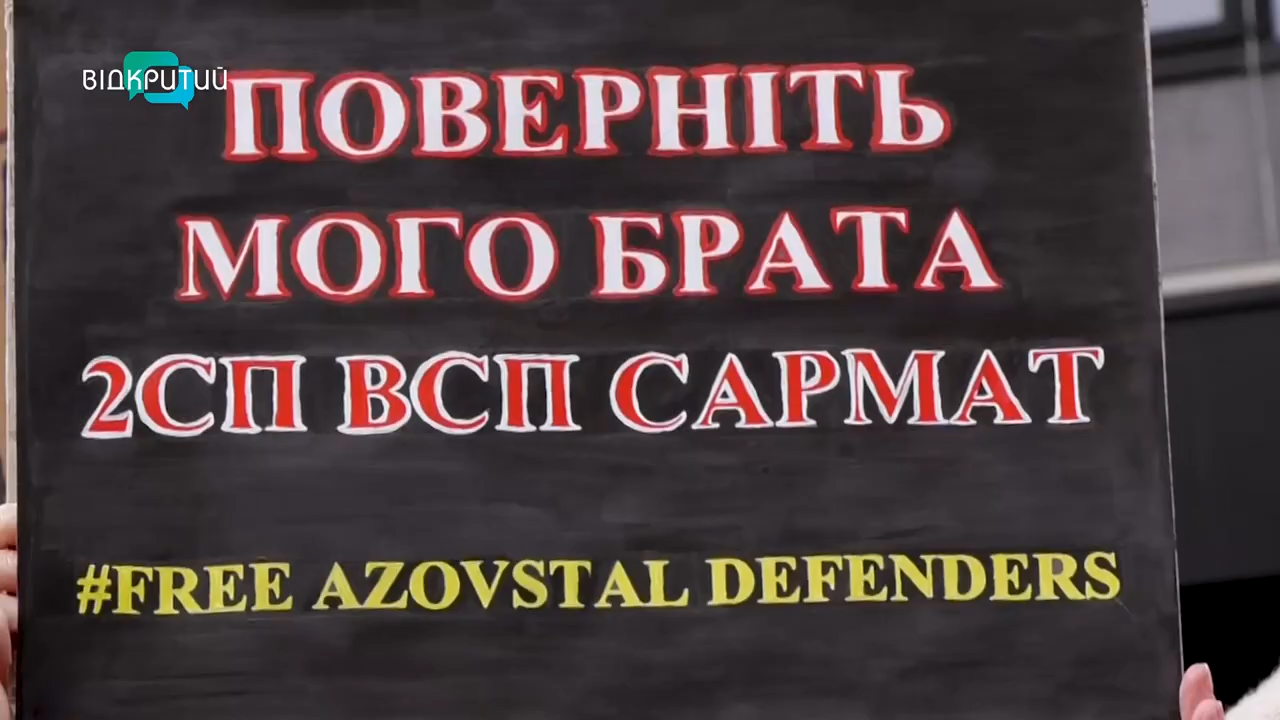 ВІДКРИТИЙ
ПОВЕРНІТЬ
МОГО БРАТА
2СП ВСП САРМАТ
#FREE AZOVSTAL DEFENDERS